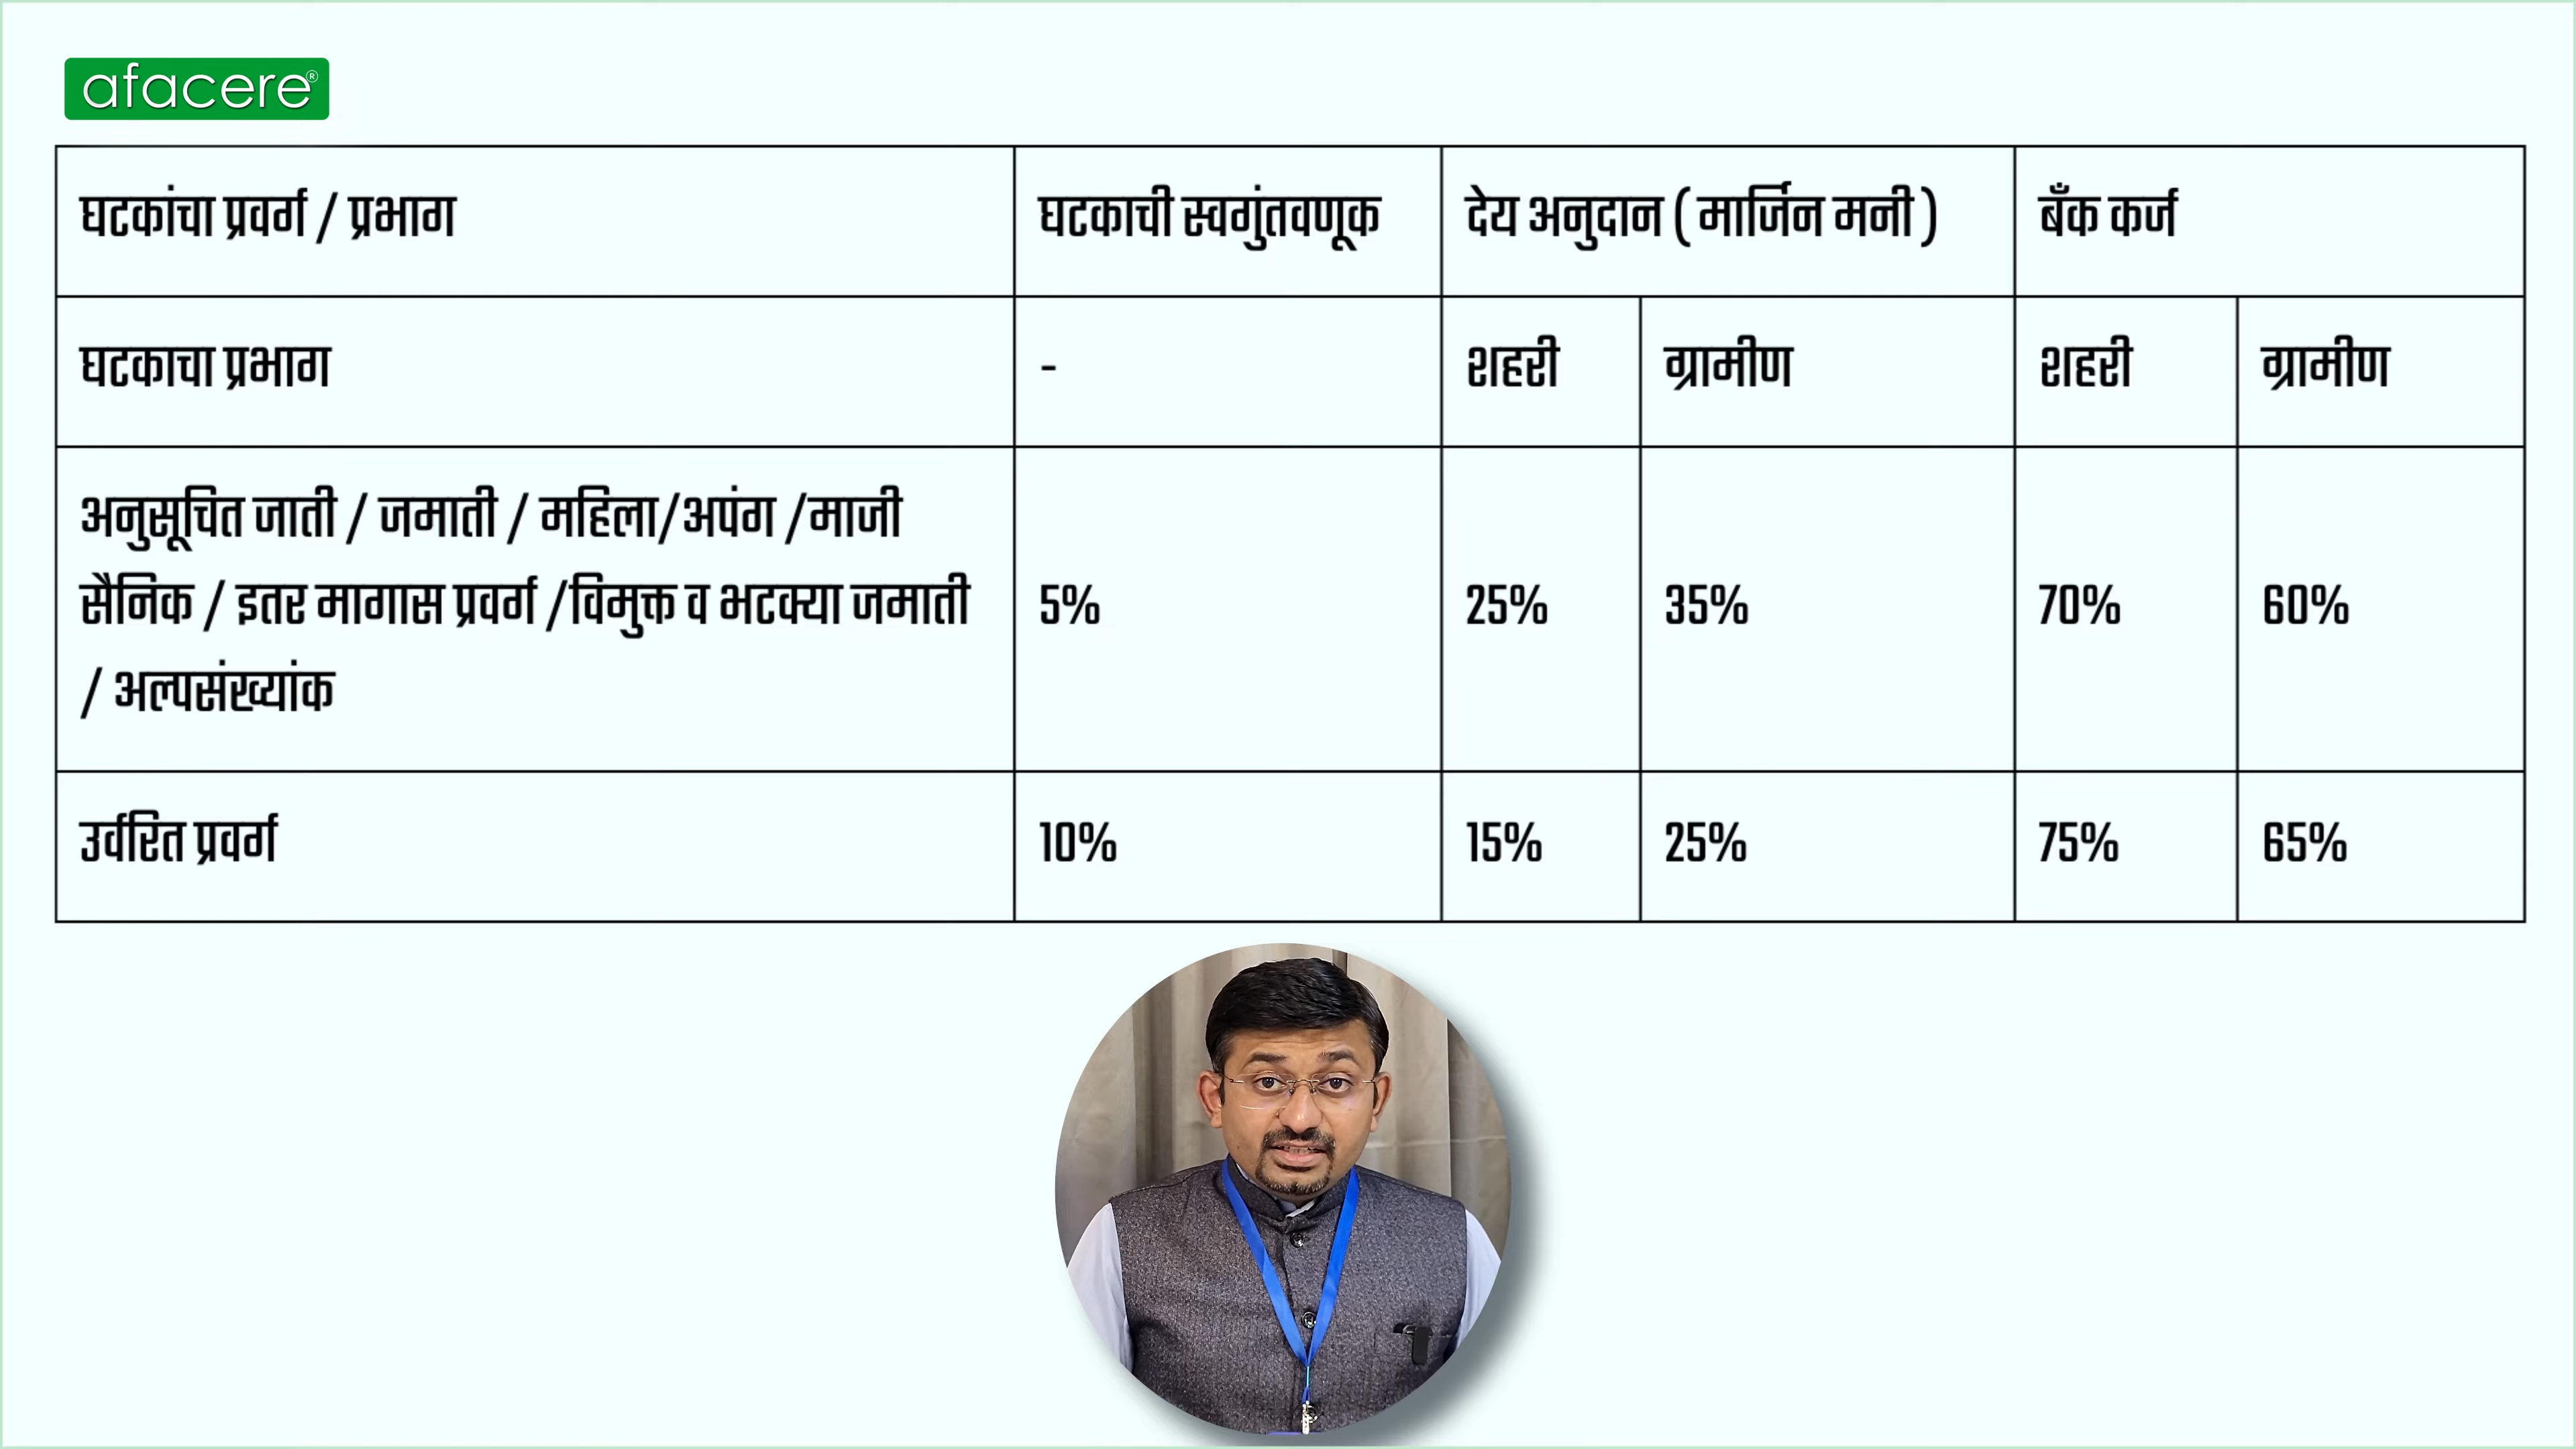 afacere®
घटकांचा प्रवर्ग / प्रभाग
घटकाची स्वगुंतवणूक
देय अनुदान ( मार्जिन मनी )
बँक कर्ज
घटकाचा प्रभाग
-
शहरी
ग्रामीण
शहरी
ग्रामीण
अनुसूचित जाती / जमाती / महिला/अपंग /माजी
सैनिक / इतर मागास प्रवर्ग /विमुक्त व भटक्या जमाती
/ अल्पसंख्यांक
5%
25%
35%
70%
60%
उर्वरित प्रवर्ग
10%
15%
25%
75%
65%